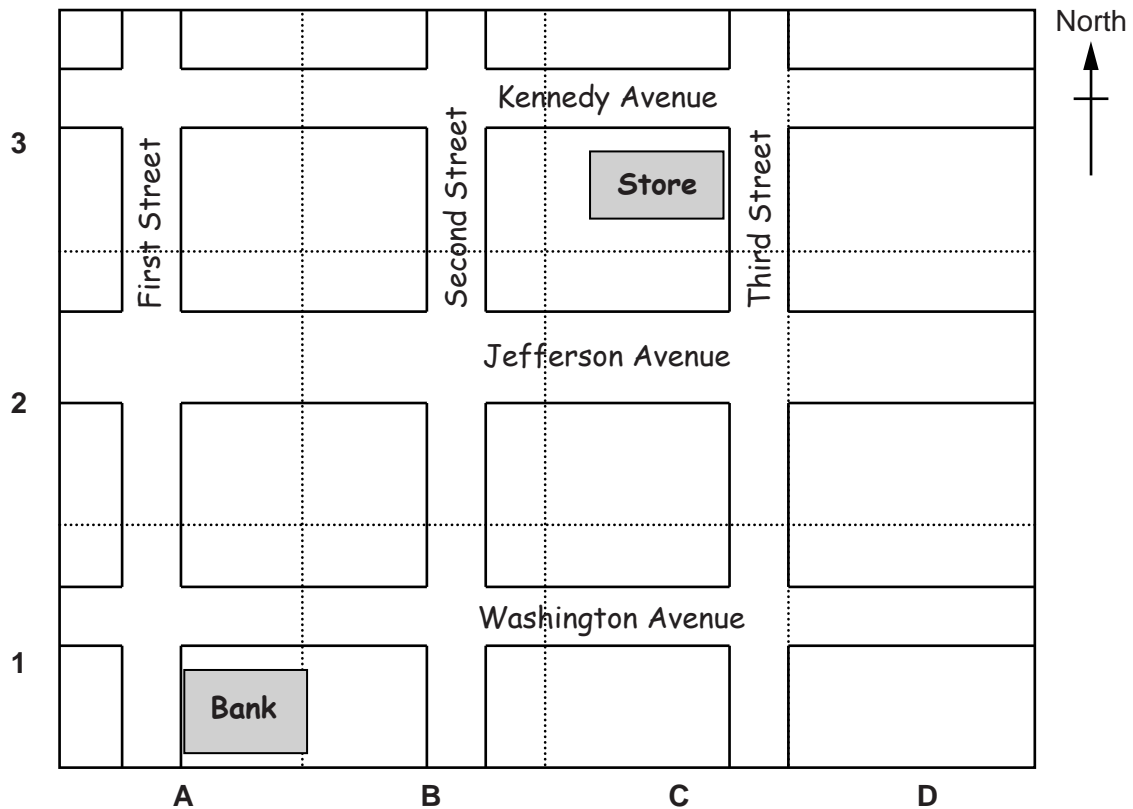 North
Kennedy Avenue
3
First Street
Second Street
Store
Third Street
Jefferson Avenue
2
Washington Avenue
1
Bank
A
B
C
D